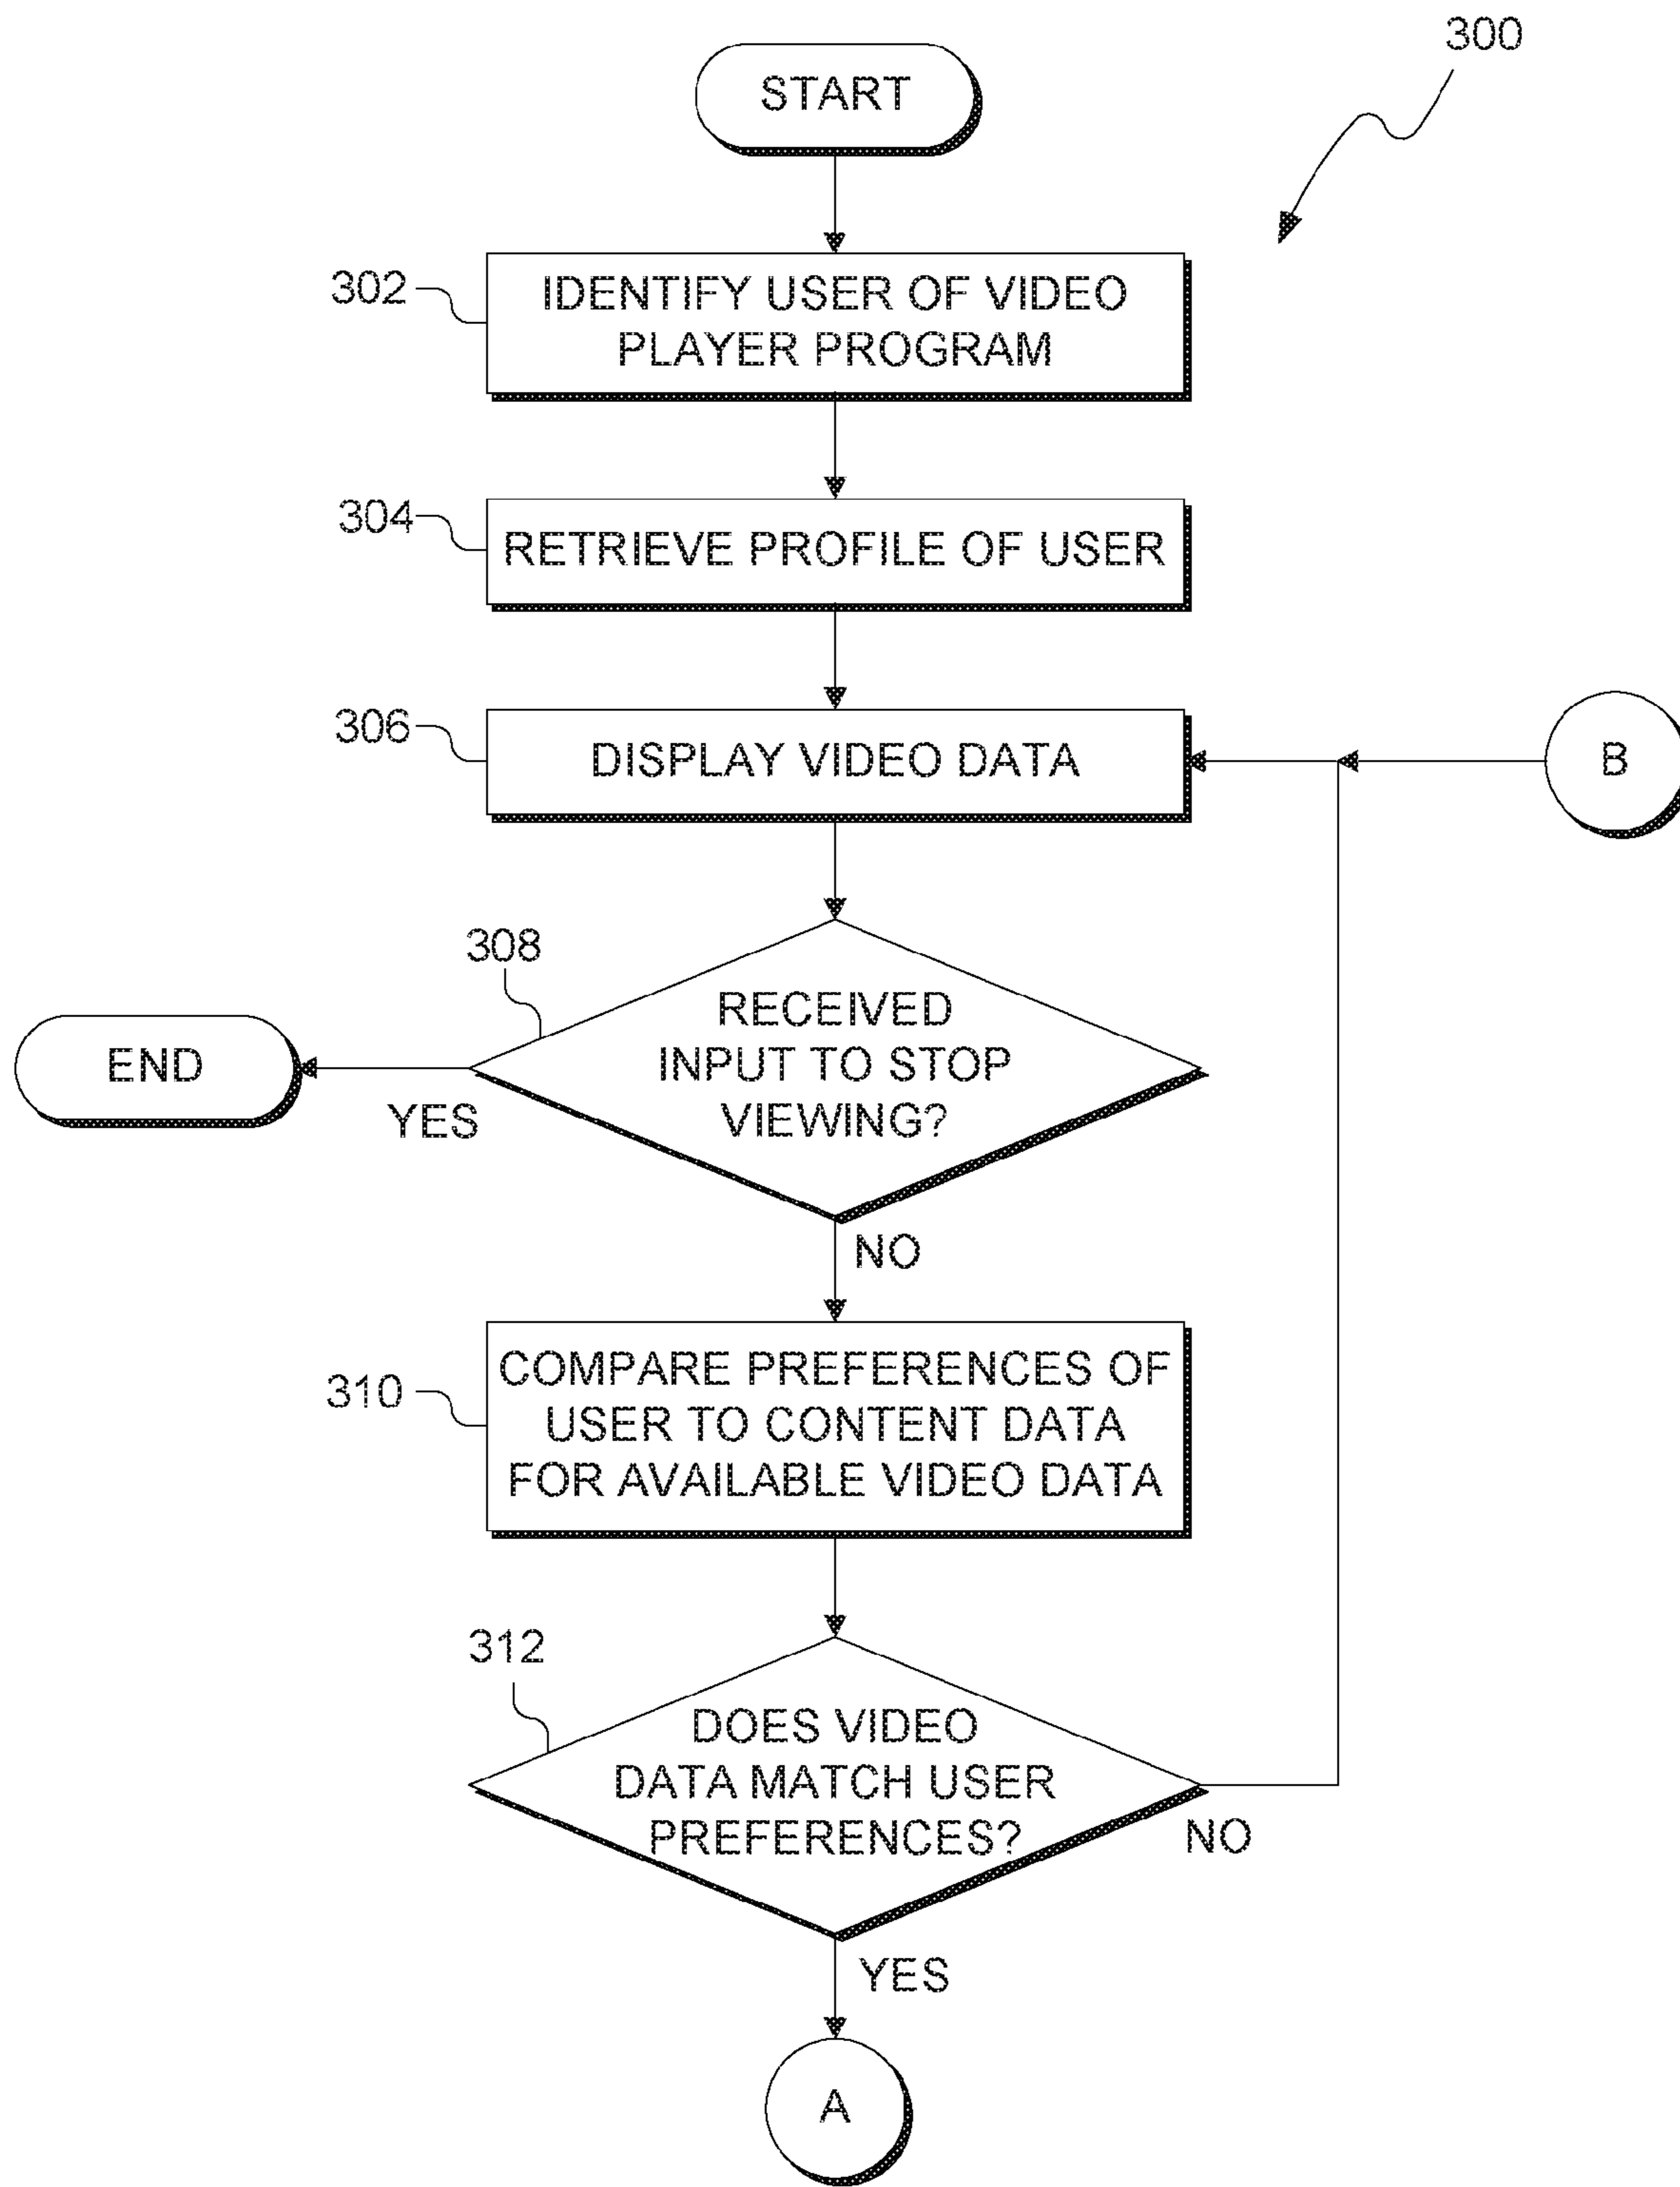 300
START
302
IDENTIFY USER OF VIDEO
PLAYER PROGRAM
304
RETRIEVE PROFILE OF USER
306
DISPLAY VIDEO DATA
B
308
RECEIVED
INPUT TO STOP
VIEWING?
END
YES
NO
310
COMPARE PREFERENCES OF
USER TO CONTENT DATA
FOR AVAILABLE VIDEO DATA
312
DOES VIDEO
DATA MATCH USER
PREFERENCES?
NO
YES
A